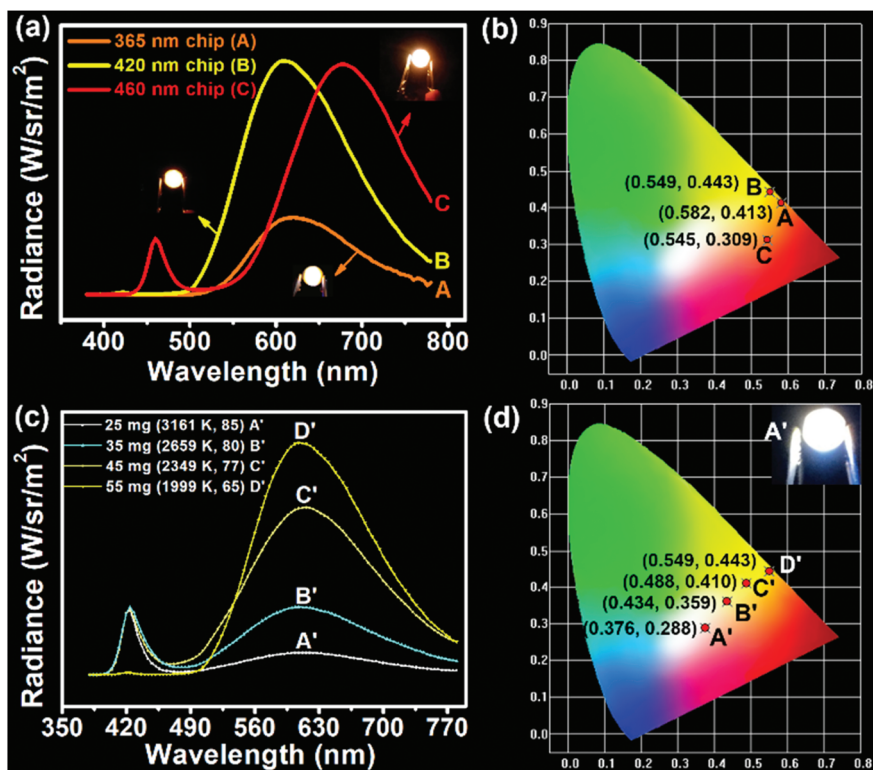 (a)
365 nm chip (A)
420 nm chip (B)
460 nm chip (C)
C
B
A
Radiance (W/sr/m²)
400 500 600 700 800
Wavelength (nm)
(b)
0.9
0.8
0.7
0.6
0.5
0.4
0.3
0.2
0.1
0.0
(0.549, 0.443) B
(0.582, 0.413) A
(0.545, 0.309) C
0.0 0.1 0.2 0.3 0.4 0.5 0.6 0.7 0.8
(c)
25 mg (3161 K, 85) A'
35 mg (2659 K, 80) B'
45 mg (2349 K, 77) C'
55 mg (1999 K, 65) D'
D'
C'
B'
A'
Radiance (W/sr/m²)
350 420 490 560 630 700 770
Wavelength (nm)
(d)
A'
0.9
0.8
0.7
0.6
0.5
0.4
0.3
0.2
0.1
0.0
(0.549, 0.443) D'
(0.488, 0.410) C'
(0.434, 0.359) B'
(0.376, 0.288) A'
0.0 0.1 0.2 0.3 0.4 0.5 0.6 0.7 0.8